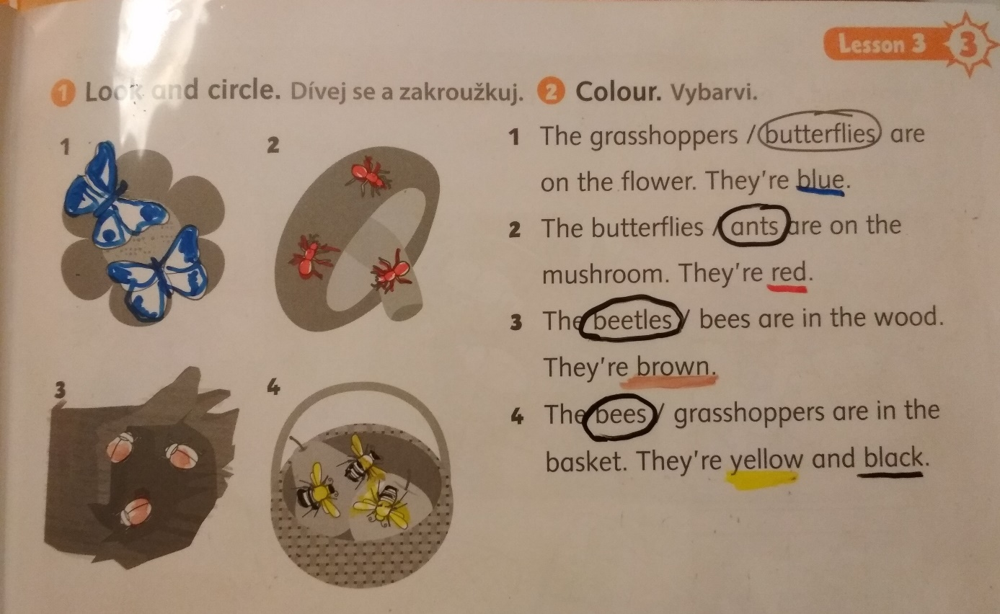 Lesson 3 3
1 Look and circle. Dívej se a zakroužkuj.
1
2
3
4
2 Colour. Vybarvi.
1 The grasshoppers / butterflies are
on the flower. They're blue.
2 The butterflies / ants are on the
mushroom. They're red.
3 The beetles / bees are in the wood.
They're brown.
4 The bees / grasshoppers are in the
basket. They're yellow and black.